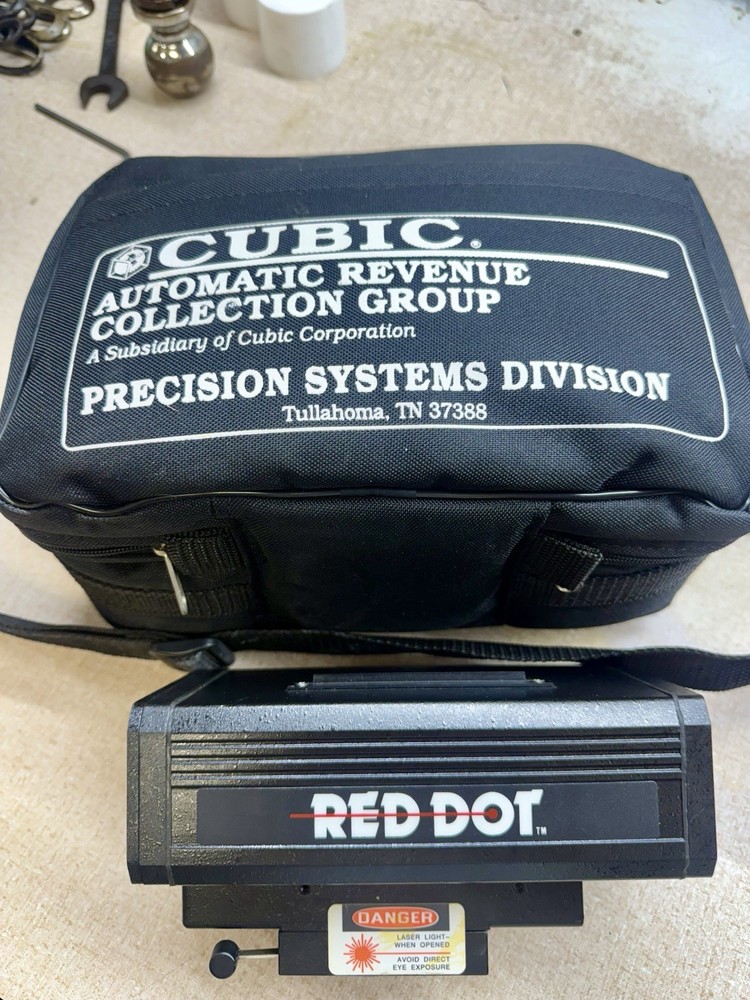 CUBIC®
AUTOMATIC REVENUE
COLLECTION GROUP
A Subsidiary of Cubic Corporation
PRECISION SYSTEMS DIVISION
Tullahoma, TN 37388
RED DOT™
DANGER
LASER LIGHT–
WHEN OPENED
AVOID DIRECT
EYE EXPOSURE